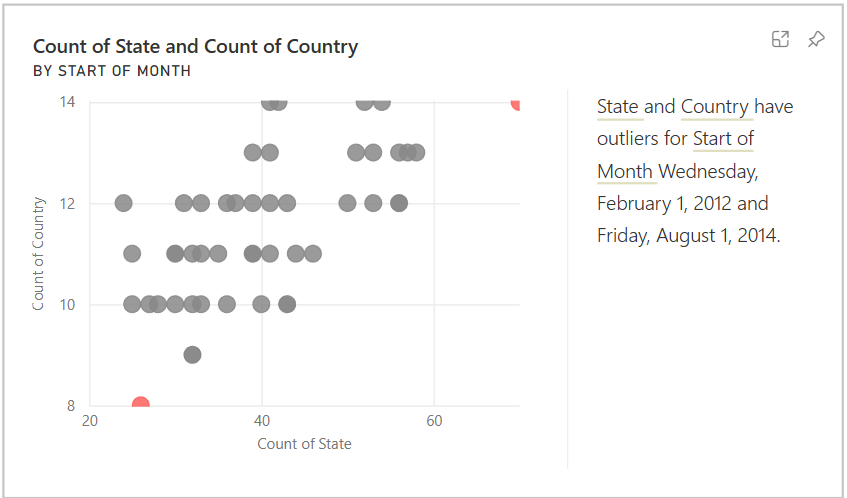 Count of State and Count of Country
BY START OF MONTH
14
12
10
8
Count of Country
20
40
60
Count of State
State and Country have
outliers for Start of
Month Wednesday,
February 1, 2012 and
Friday, August 1, 2014.